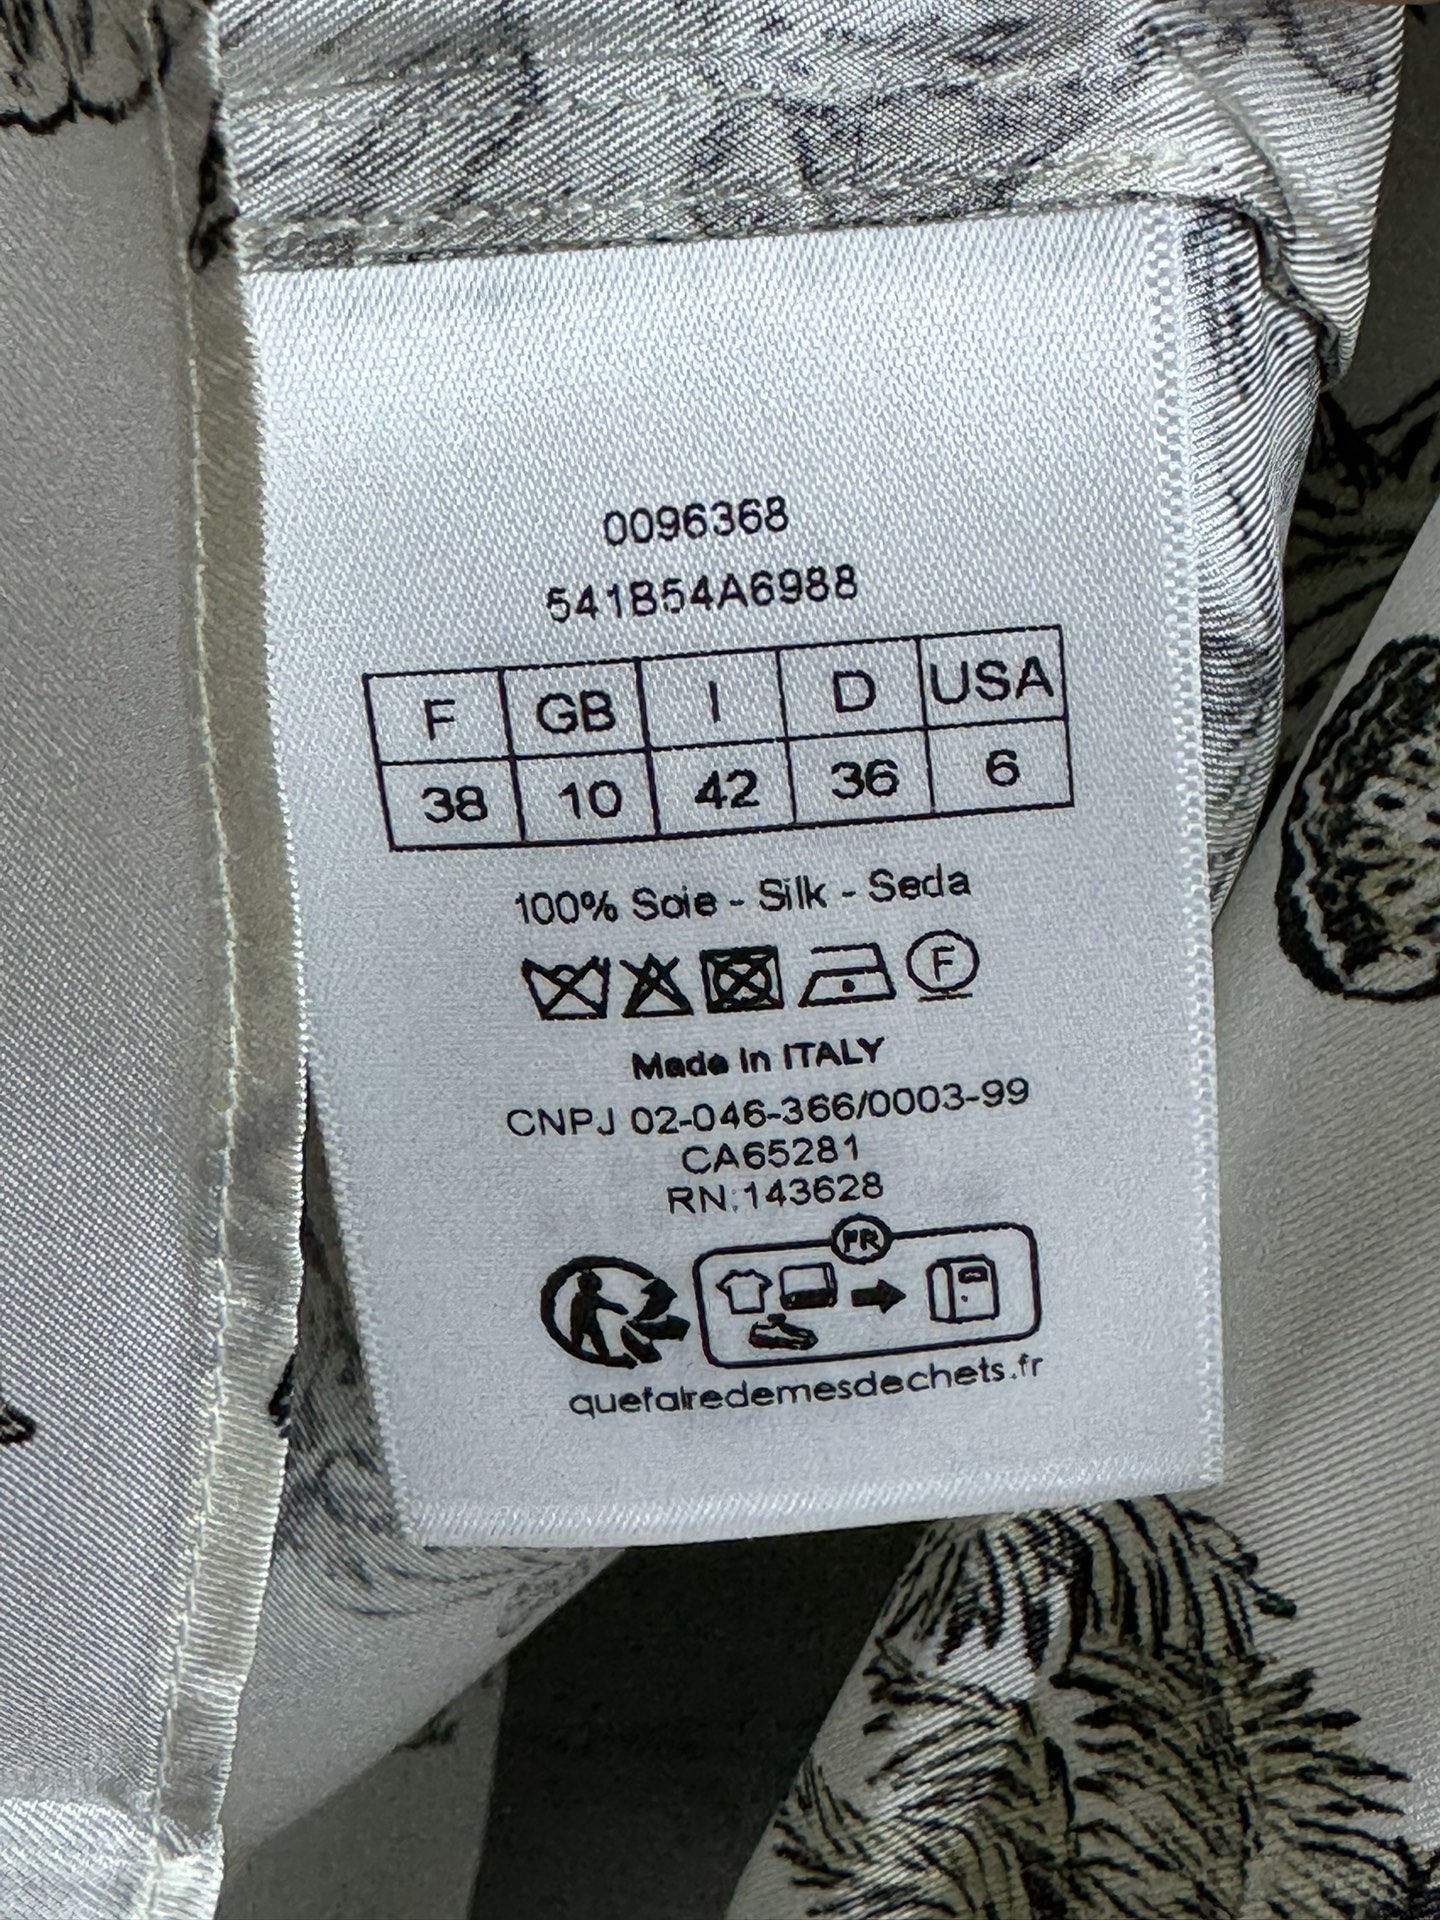 0096368
541B54A6988
F GB I D USA
38 10 42 36 6
100% Soie - Silk - Seda
F
Made In ITALY
CNPJ 02-046-366/0003-99
CA65281
RN:143628
FR
quefairedemesdechets.fr